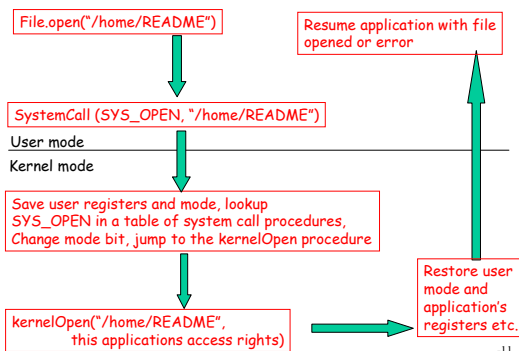 File.open(“/home/README”)
Resume application with file
opened or error
SystemCall (SYS_OPEN, “/home/README”)
User mode
Kernel mode
Save user registers and mode, lookup
SYS_OPEN in a table of system call procedures,
Change mode bit, jump to the kernelOpen procedure
kernelOpen(“/home/README”,
this applications access rights)
Restore user
mode and
application’s
registers etc.
11